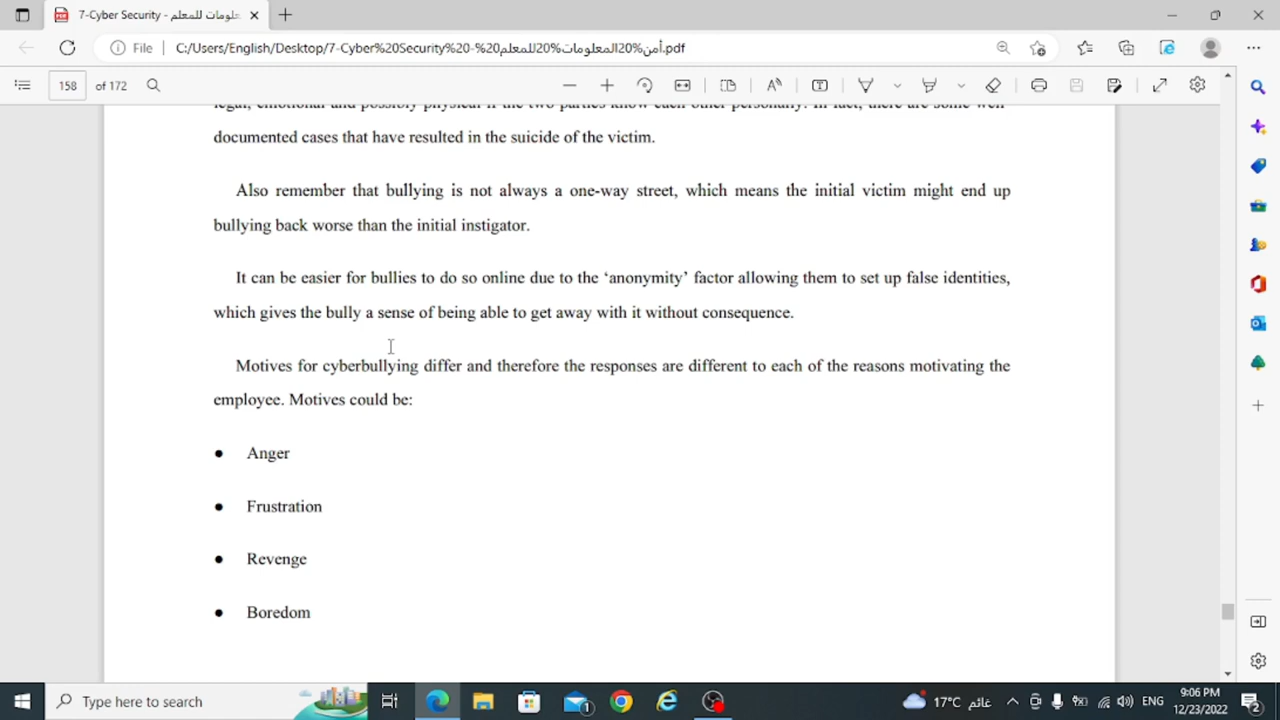 7-Cyber Security - علومات للمعلم
File
C:/Users/English/Desktop/7-Cyber%20Security%20-%20أمن%20المعلومات%20للمعلم.pdf
158 of 172
legal, emotional and possibly physical if the two parties know each other personally. In fact, there are some well
documented cases that have resulted in the suicide of the victim.
Also remember that bullying is not always a one-way street, which means the initial victim might end up
bullying back worse than the initial instigator.
It can be easier for bullies to do so online due to the ‘anonymity’ factor allowing them to set up false identities,
which gives the bully a sense of being able to get away with it without consequence.
Motives for cyberbullying differ and therefore the responses are different to each of the reasons motivating the
employee. Motives could be:
● Anger
● Frustration
● Revenge
● Boredom
Type here to search
1
17°C غائم
ENG
9:06 PM
12/23/2022
2